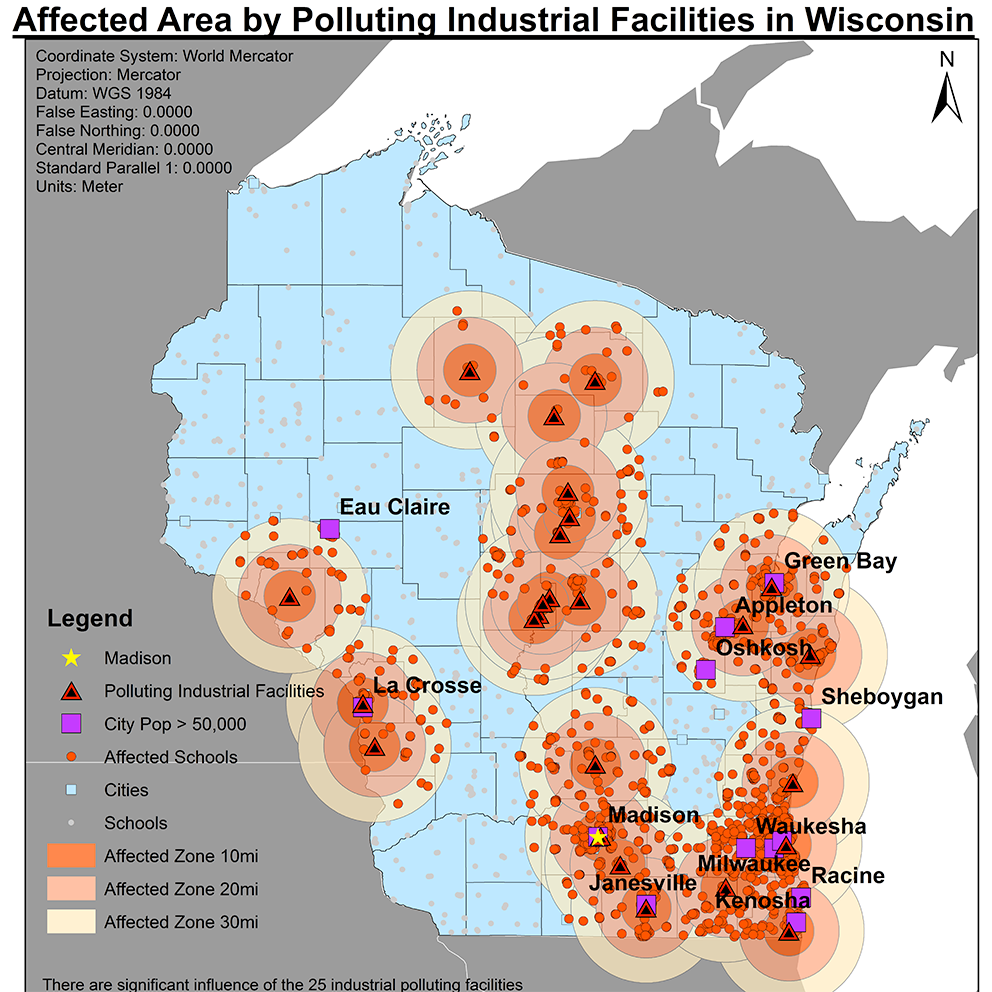 Affected Area by Polluting Industrial Facilities in Wisconsin
Coordinate System: World Mercator
Projection: Mercator
Datum: WGS 1984
False Easting: 0.0000
False Northing: 0.0000
Central Meridian: 0.0000
Standard Parallel 1: 0.0000
Units: Meter
N
Eau Claire
Green Bay
Appleton
Oshkosh
La Crosse
Sheboygan
Madison
Waukesha
Milwaukee
Racine
Janesville
Kenosha
Legend
Madison
Polluting Industrial Facilities
City Pop > 50,000
Affected Schools
Cities
Schools
Affected Zone 10mi
Affected Zone 20mi
Affected Zone 30mi
There are significant influence of the 25 industrial polluting facilities